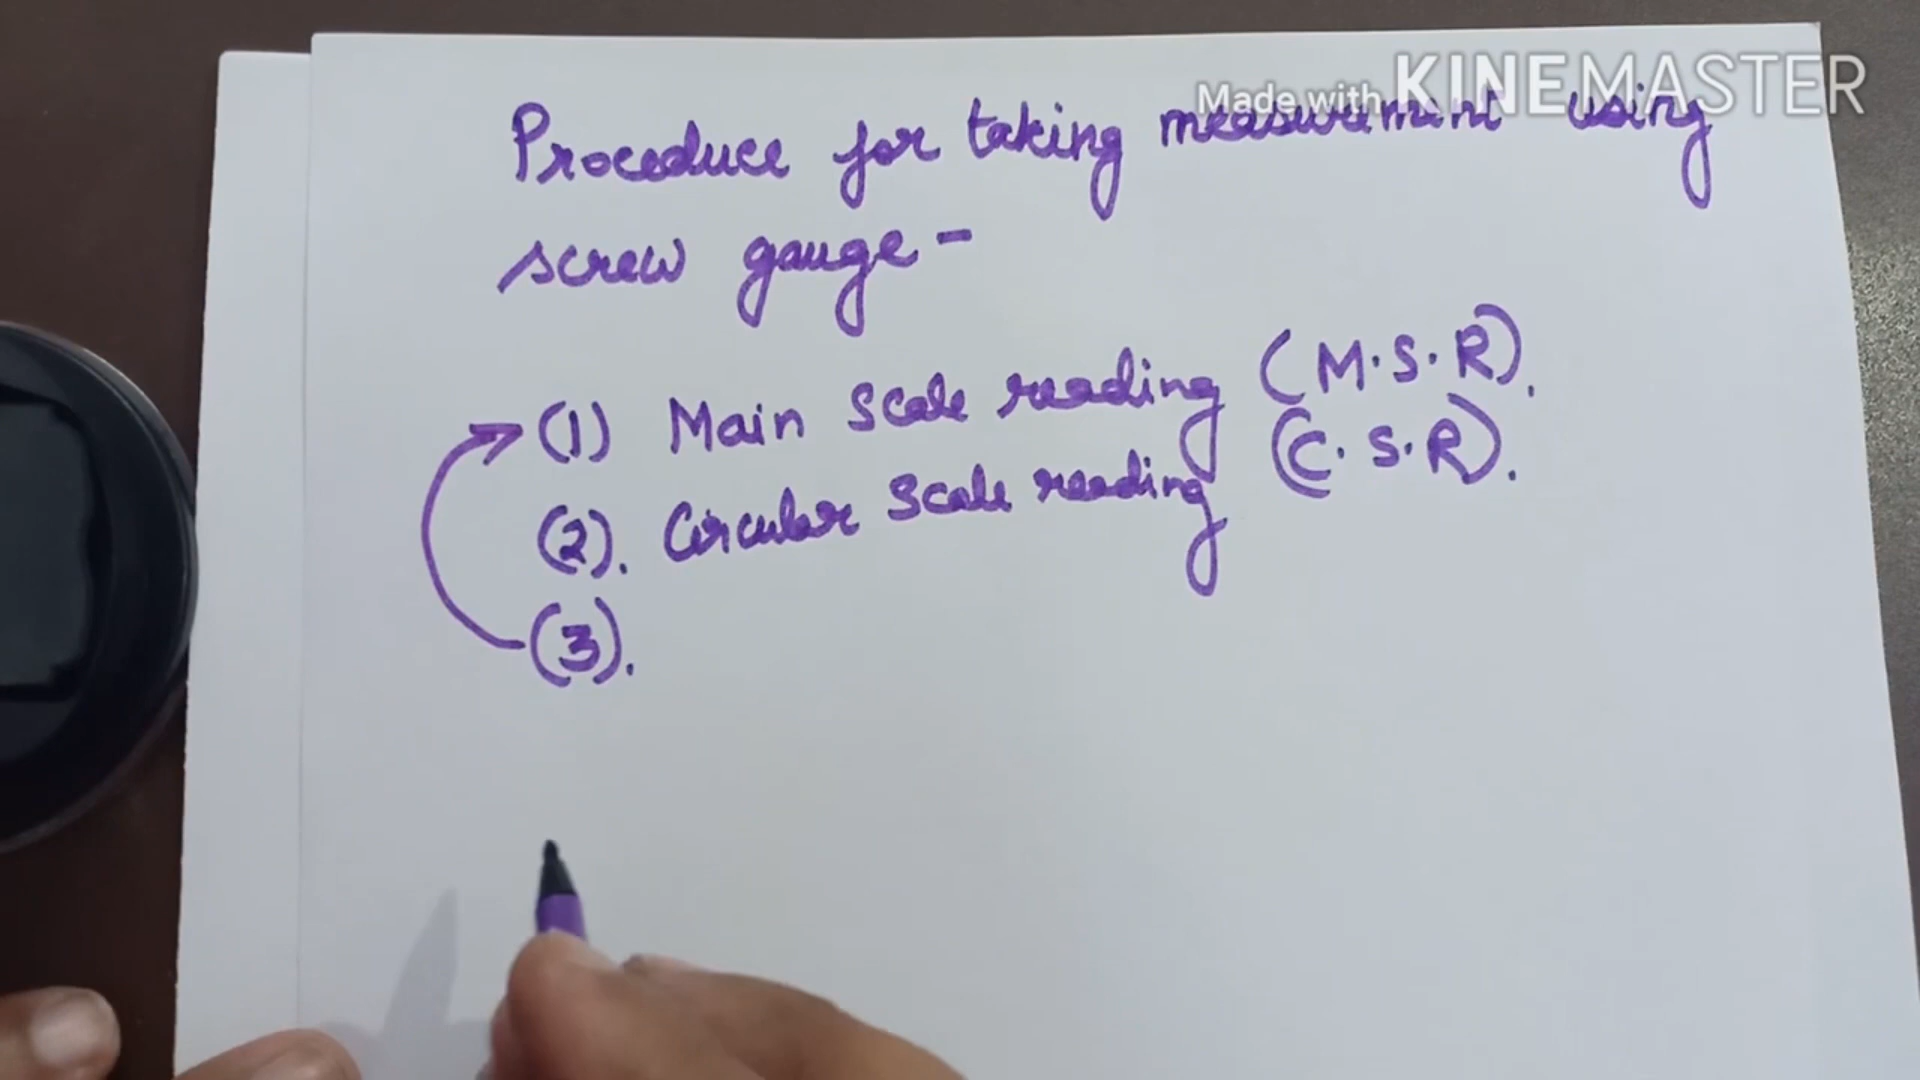 Made with KINEMASTER
Procedure for taking measurement using
screw gauge -
(1) Main scale reading (M.S.R).
(2). Circular scale reading (C.S.R).
(3).